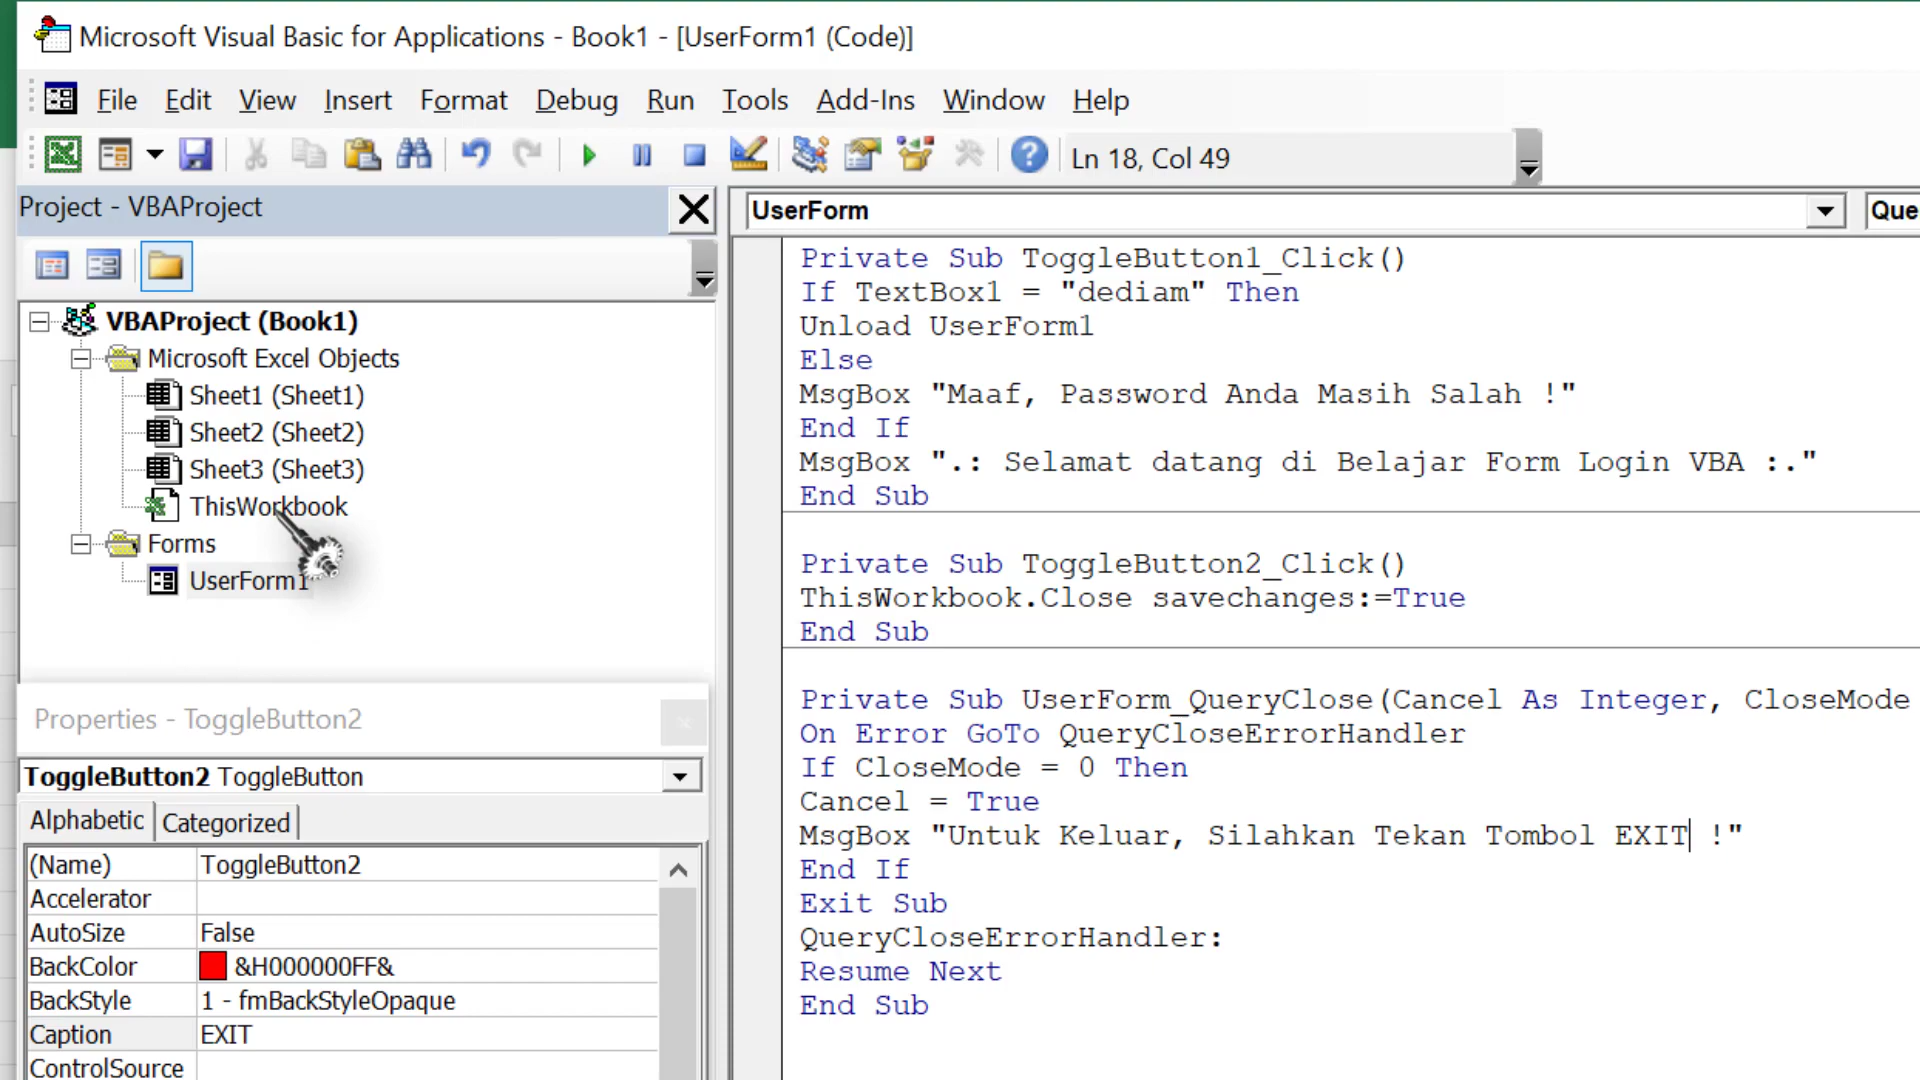 Microsoft Visual Basic for Applications - Book1 - [UserForm1 (Code)]
File Edit View Insert Format Debug Run Tools Add-Ins Window Help
Ln 18, Col 49
Project - VBAProject
VBAProject (Book1)
Microsoft Excel Objects
Sheet1 (Sheet1)
Sheet2 (Sheet2)
Sheet3 (Sheet3)
ThisWorkbook
Forms
UserForm1
Properties - ToggleButton2
ToggleButton2 ToggleButton
Alphabetic Categorized
(Name) ToggleButton2
Accelerator
AutoSize False
BackColor &H000000FF&
BackStyle 1 - fmBackStyleOpaque
Caption EXIT
ControlSource
UserForm Que
Private Sub ToggleButton1_Click()
If TextBox1 = "dediam" Then
Unload UserForm1
Else
MsgBox "Maaf, Password Anda Masih Salah !"
End If
MsgBox ".: Selamat datang di Belajar Form Login VBA :."
End Sub
Private Sub ToggleButton2_Click()
ThisWorkbook.Close savechanges:=True
End Sub
Private Sub UserForm_QueryClose(Cancel As Integer, CloseMode
On Error GoTo QueryCloseErrorHandler
If CloseMode = 0 Then
Cancel = True
MsgBox "Untuk Keluar, Silahkan Tekan Tombol EXIT !"
End If
Exit Sub
QueryCloseErrorHandler:
Resume Next
End Sub